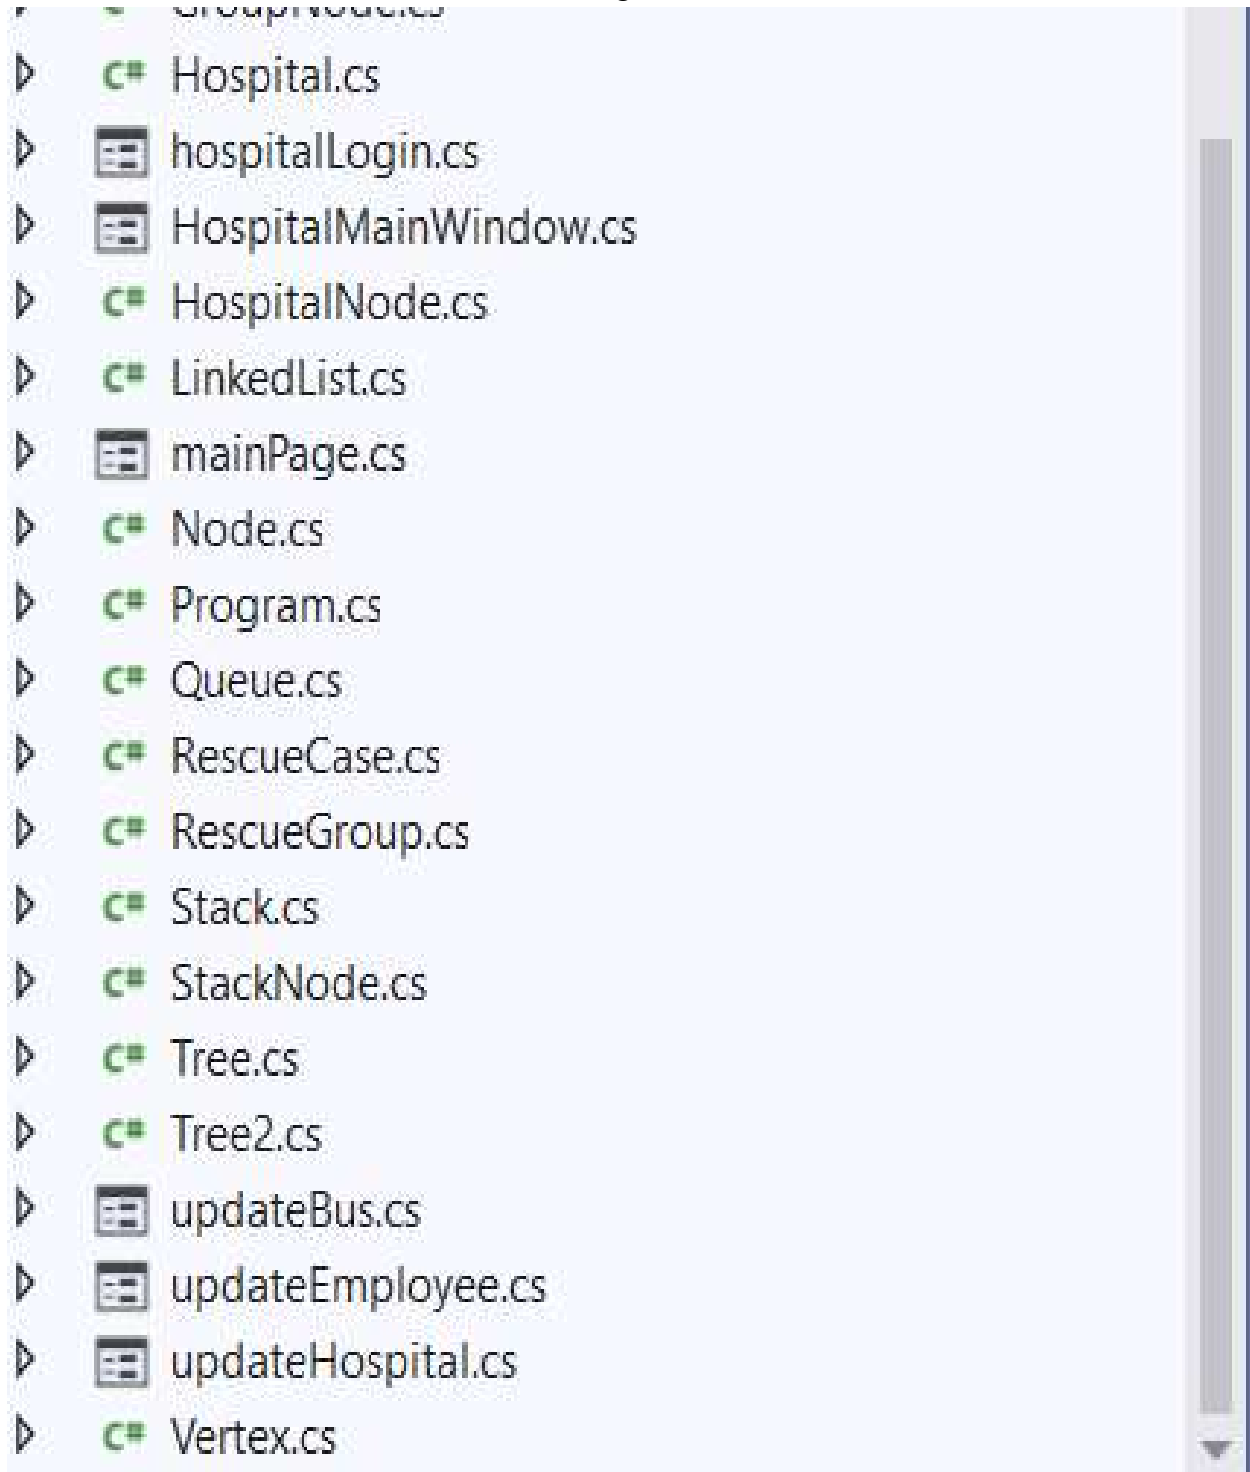 GroupNode.cs
C# Hospital.cs
hospitalLogin.cs
HospitalMainWindow.cs
C# HospitalNode.cs
C# LinkedList.cs
mainPage.cs
C# Node.cs
C# Program.cs
C# Queue.cs
C# RescueCase.cs
C# RescueGroup.cs
C# Stack.cs
C# StackNode.cs
C# Tree.cs
C# Tree2.cs
updateBus.cs
updateEmployee.cs
updateHospital.cs
C# Vertex.cs